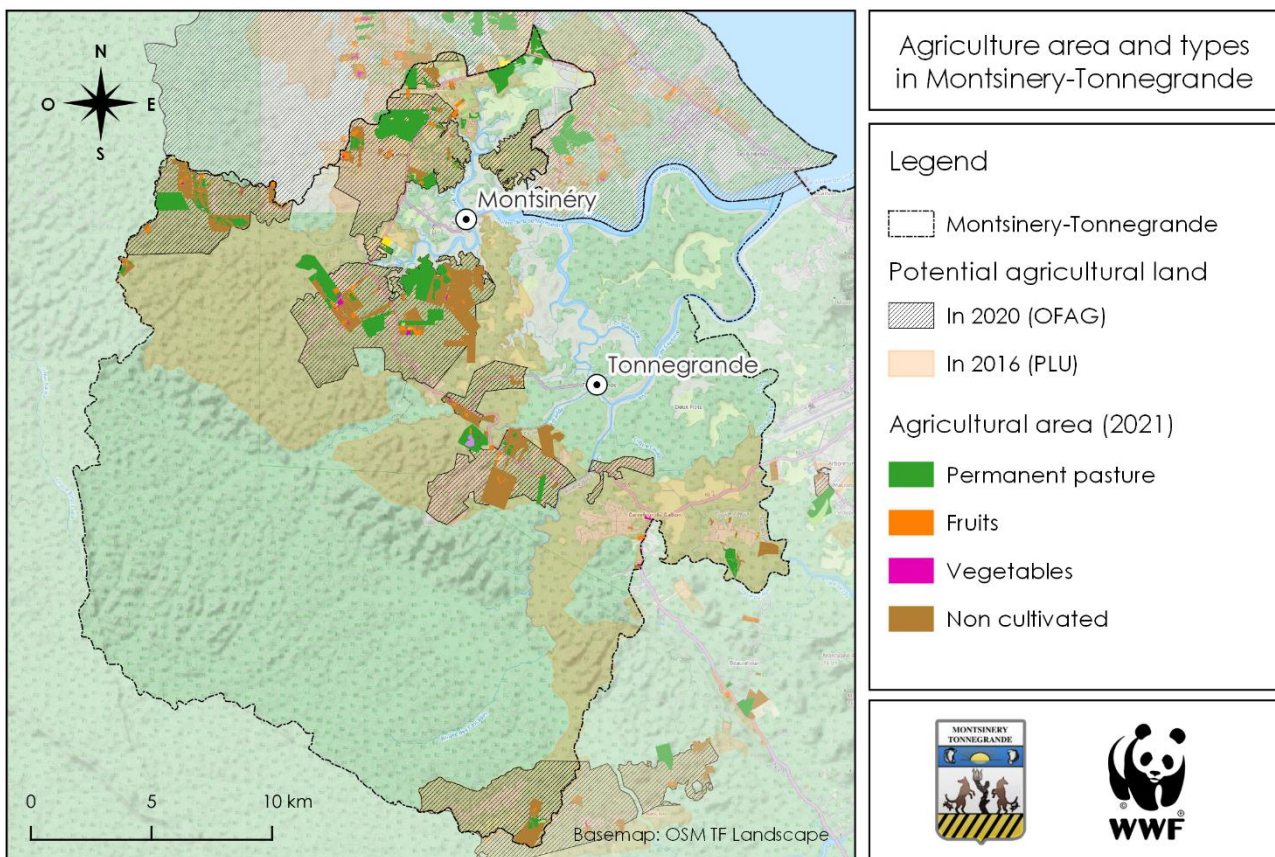 Agriculture area and types
in Montsinery-Tonnegrande
N
O
E
S
Montsinéry
Tonnegrande
0
5
10 km
Basemap: OSM TF Landscape
Legend
Montsinery-Tonnegrande
Potential agricultural land
In 2020 (OFAG)
In 2016 (PLU)
Agricultural area (2021)
Permanent pasture
Fruits
Vegetables
Non cultivated
MONTSINERY
TONNEGRANDE
©
®
WWF